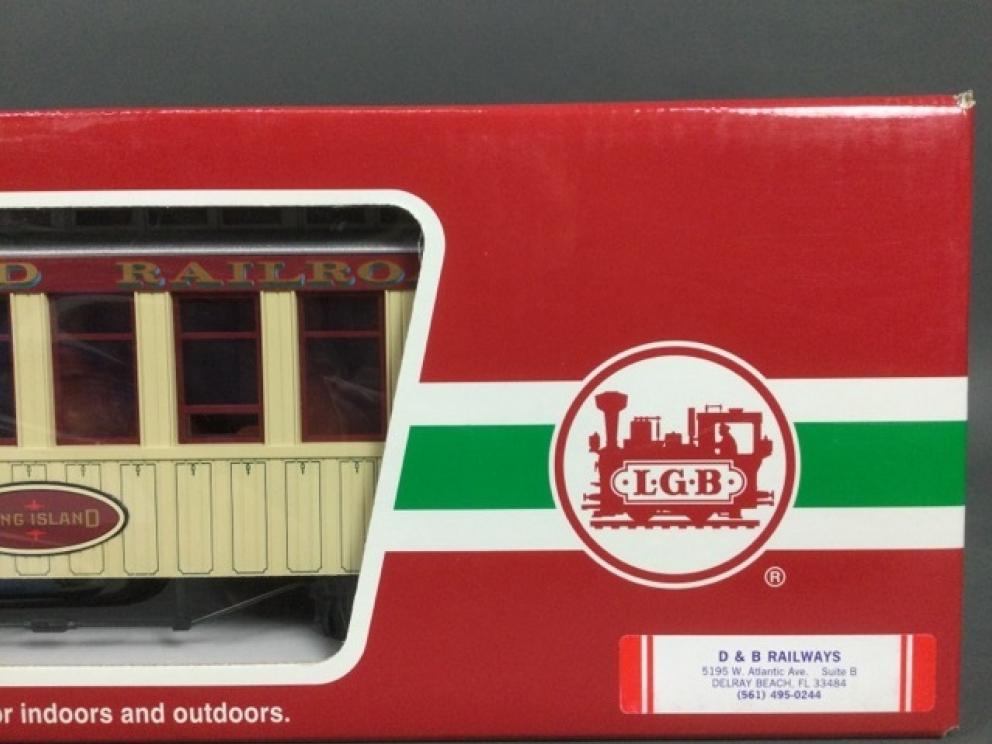 D RAILRO
NG ISLAND
L·G·B
®
D & B RAILWAYS
5195 W. Atlantic Ave. Suite B
DELRAY BEACH, FL 33484
(561) 495-0244
or indoors and outdoors.